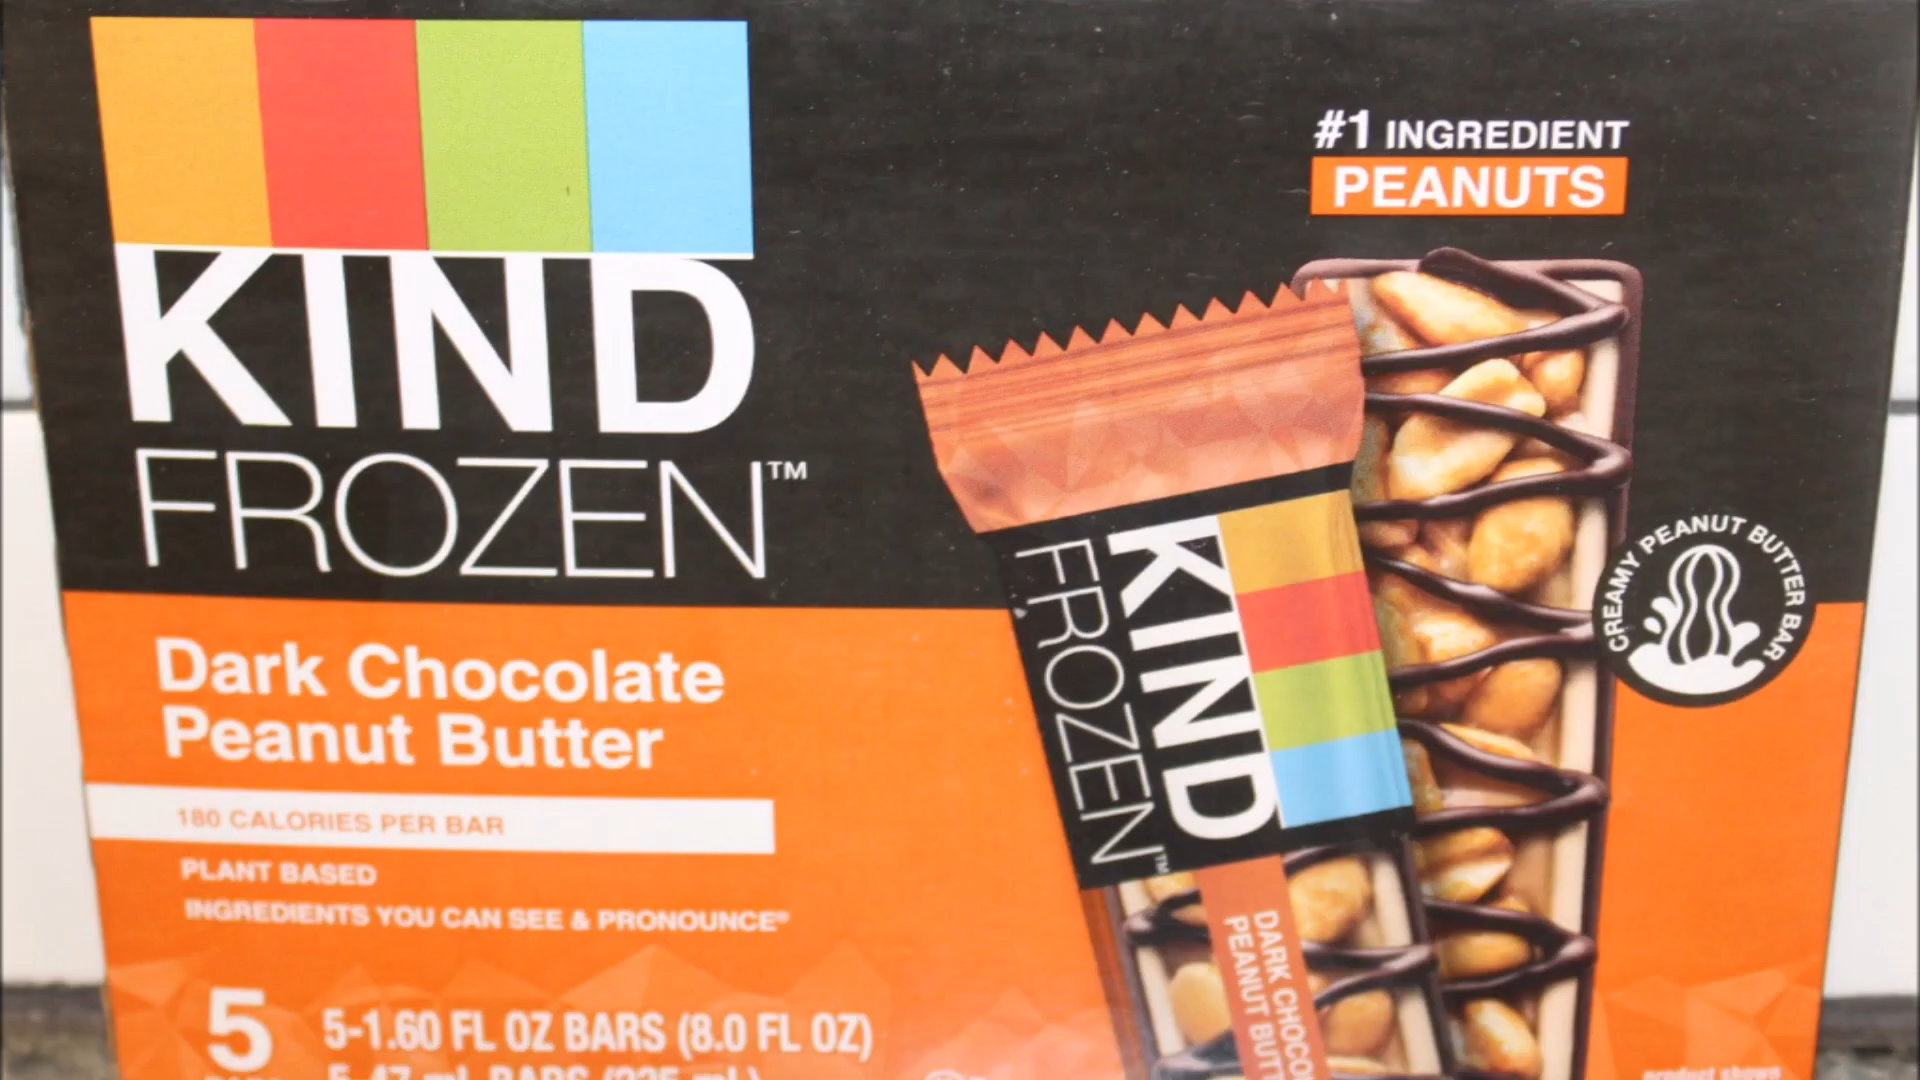 KIND
FROZEN™
#1 INGREDIENT
PEANUTS
CREAMY PEANUT BUTTER BAR
KIND
FROZEN™
DARK CHOCO
PEANUT BUTT
Dark Chocolate
Peanut Butter
180 CALORIES PER BAR
PLANT BASED
INGREDIENTS YOU CAN SEE & PRONOUNCE®
5
5-1.60 FL OZ BARS (8.0 FL OZ)
5-47 mL BARS (235 mL)
product shown